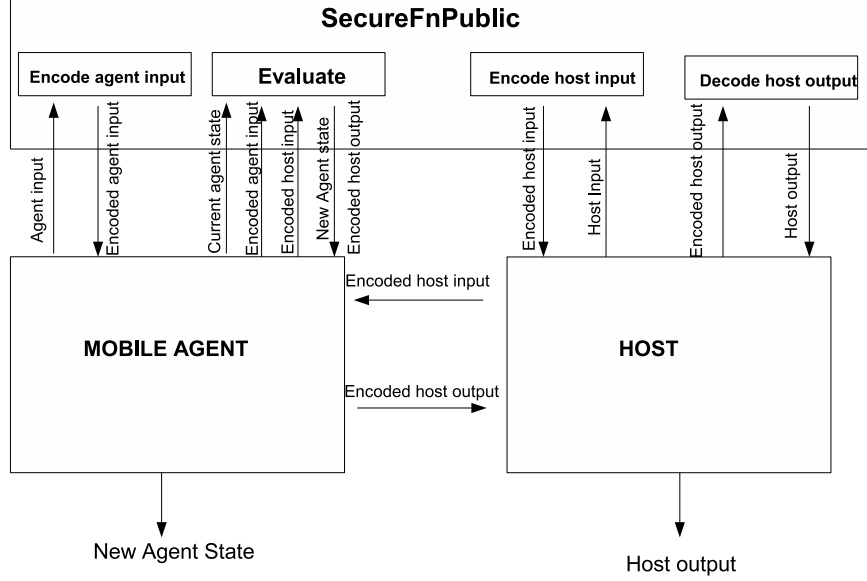 SecureFnPublic
Encode agent input
Evaluate
Encode host input
Decode host output
Agent input
Encoded agent input
Current agent state
Encoded agent input
Encoded host input
New Agent state
Encoded host output
Encoded host input
Host Input
Encoded host output
Host output
Encoded host input
MOBILE AGENT
HOST
Encoded host output
New Agent State
Host output